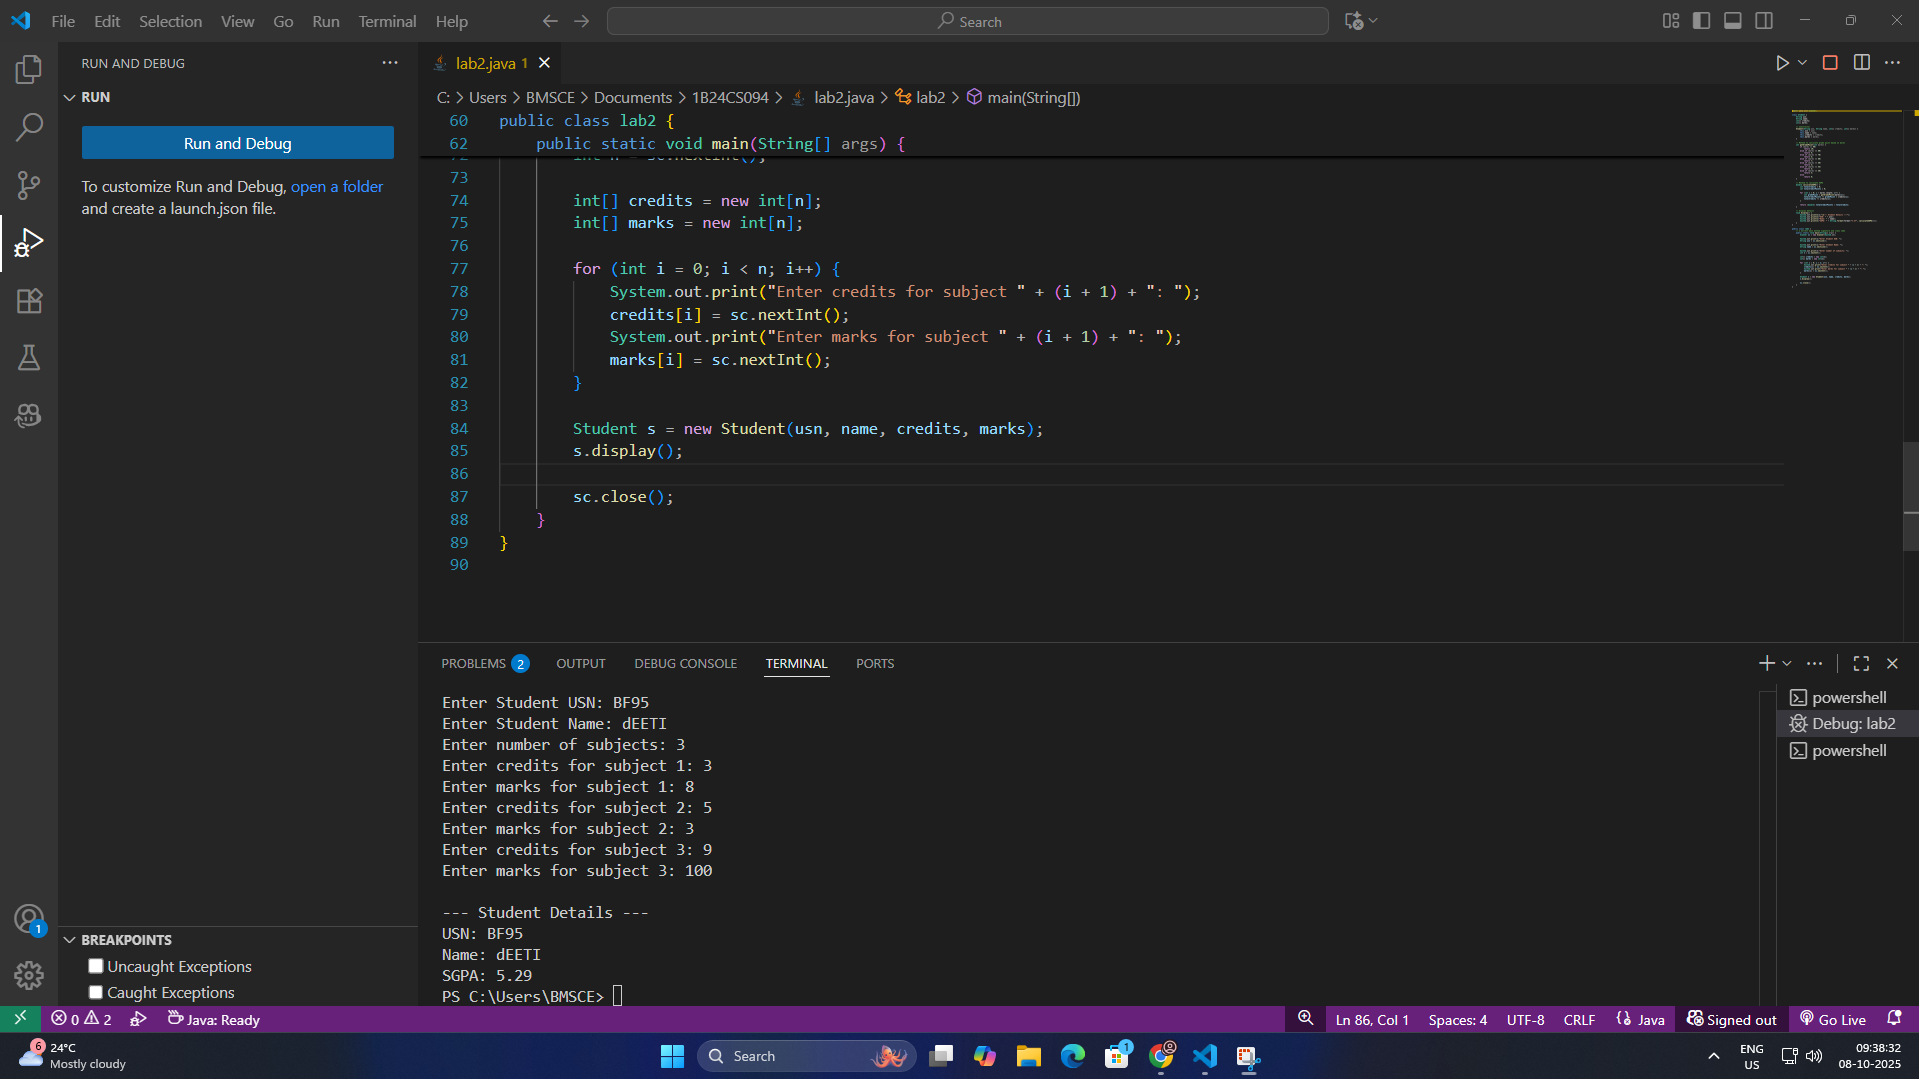 File Edit Selection View Go Run Terminal Help
Search
RUN AND DEBUG
RUN
Run and Debug
To customize Run and Debug, open a folder
and create a launch.json file.
lab2.java 1
C: > Users > BMSCE > Documents > 1B24CS094 > lab2.java > lab2 > main(String[])
60 public class lab2 {
62 public static void main(String[] args) {
73
74 int[] credits = new int[n];
75 int[] marks = new int[n];
76
77 for (int i = 0; i < n; i++) {
78 System.out.print("Enter credits for subject " + (i + 1) + ": ");
79 credits[i] = sc.nextInt();
80 System.out.print("Enter marks for subject " + (i + 1) + ": ");
81 marks[i] = sc.nextInt();
82 }
83
84 Student s = new Student(usn, name, credits, marks);
85 s.display();
86
87 sc.close();
88 }
89 }
90
PROBLEMS 2 OUTPUT DEBUG CONSOLE TERMINAL PORTS
Enter Student USN: BF95
Enter Student Name: dEETI
Enter number of subjects: 3
Enter credits for subject 1: 3
Enter marks for subject 1: 8
Enter credits for subject 2: 5
Enter marks for subject 2: 3
Enter credits for subject 3: 9
Enter marks for subject 3: 100
--- Student Details ---
USN: BF95
Name: dEETI
SGPA: 5.29
PS C:\Users\BMSCE>
powershell
Debug: lab2
powershell
1
BREAKPOINTS
Uncaught Exceptions
Caught Exceptions
0 2 Java: Ready
Ln 86, Col 1 Spaces: 4 UTF-8 CRLF Java Signed out Go Live
6
24°C
Mostly cloudy
Search
1
ENG
US
09:38:32
08-10-2025